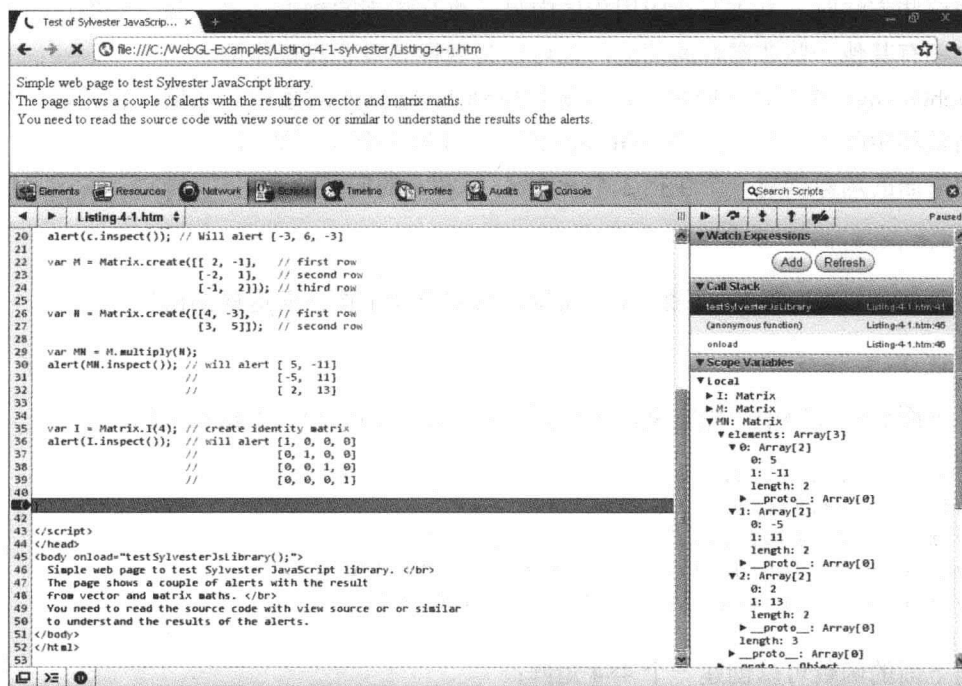 Test of Sylvester JavaScrip... ×
file:///C:/WebGL-Examples/Listing-4-1-sylvester/Listing-4-1.htm
Simple web page to test Sylvester JavaScript library.
The page shows a couple of alerts with the result from vector and matrix maths.
You need to read the source code with view source or or similar to understand the results of the alerts.
Elements Resources Network Scripts Timeline Profiles Audits Console Search Scripts
Listing-4-1.htm
Paused
20 alert(c.inspect()); // Will alert [-3, 6, -3]
21
22 var M = Matrix.create([[ 2, -1], // first row
23 [-2, 1], // second row
24 [-1, 2]]); // third row
25
26 var N = Matrix.create([[4, -3], // first row
27 [3, 5]]); // second row
28
29 var MN = M.multiply(N);
30 alert(MN.inspect()); // will alert [ 5, -11]
31 // [-5, 11]
32 // [ 2, 13]
33
34
35 var I = Matrix.I(4); // create identity matrix
36 alert(I.inspect()); // will alert [1, 0, 0, 0]
37 // [0, 1, 0, 0]
38 // [0, 0, 1, 0]
39 // [0, 0, 0, 1]
40
}
42
43 </script>
44 </head>
45 <body onload="testSylvesterJsLibrary();">
46 Simple web page to test Sylvester JavaScript library. </br>
47 The page shows a couple of alerts with the result
48 from vector and matrix maths. </br>
49 You need to read the source code with view source or or similar
50 to understand the results of the alerts.
51 </body>
52 </html>
53
Watch Expressions
Add Refresh
Call Stack
testSylvesterJsLibrary Listing-4-1.htm:41
(anonymous function) Listing-4-1.htm:46
onload Listing-4-1.htm:46
Scope Variables
Local
I: Matrix
M: Matrix
MN: Matrix
elements: Array[3]
0: Array[2]
0: 5
1: -11
length: 2
__proto__: Array[0]
1: Array[2]
0: -5
1: 11
length: 2
__proto__: Array[0]
2: Array[2]
0: 2
1: 13
length: 2
__proto__: Array[0]
length: 3
__proto__: Array[0]
__proto__: Object